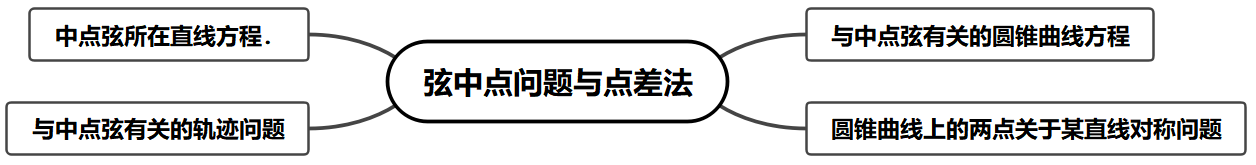 中点弦所在直线方程.
与中点弦有关的圆锥曲线方程
弦中点问题与点差法
与中点弦有关的轨迹问题
圆锥曲线上的两点关于某直线对称问题